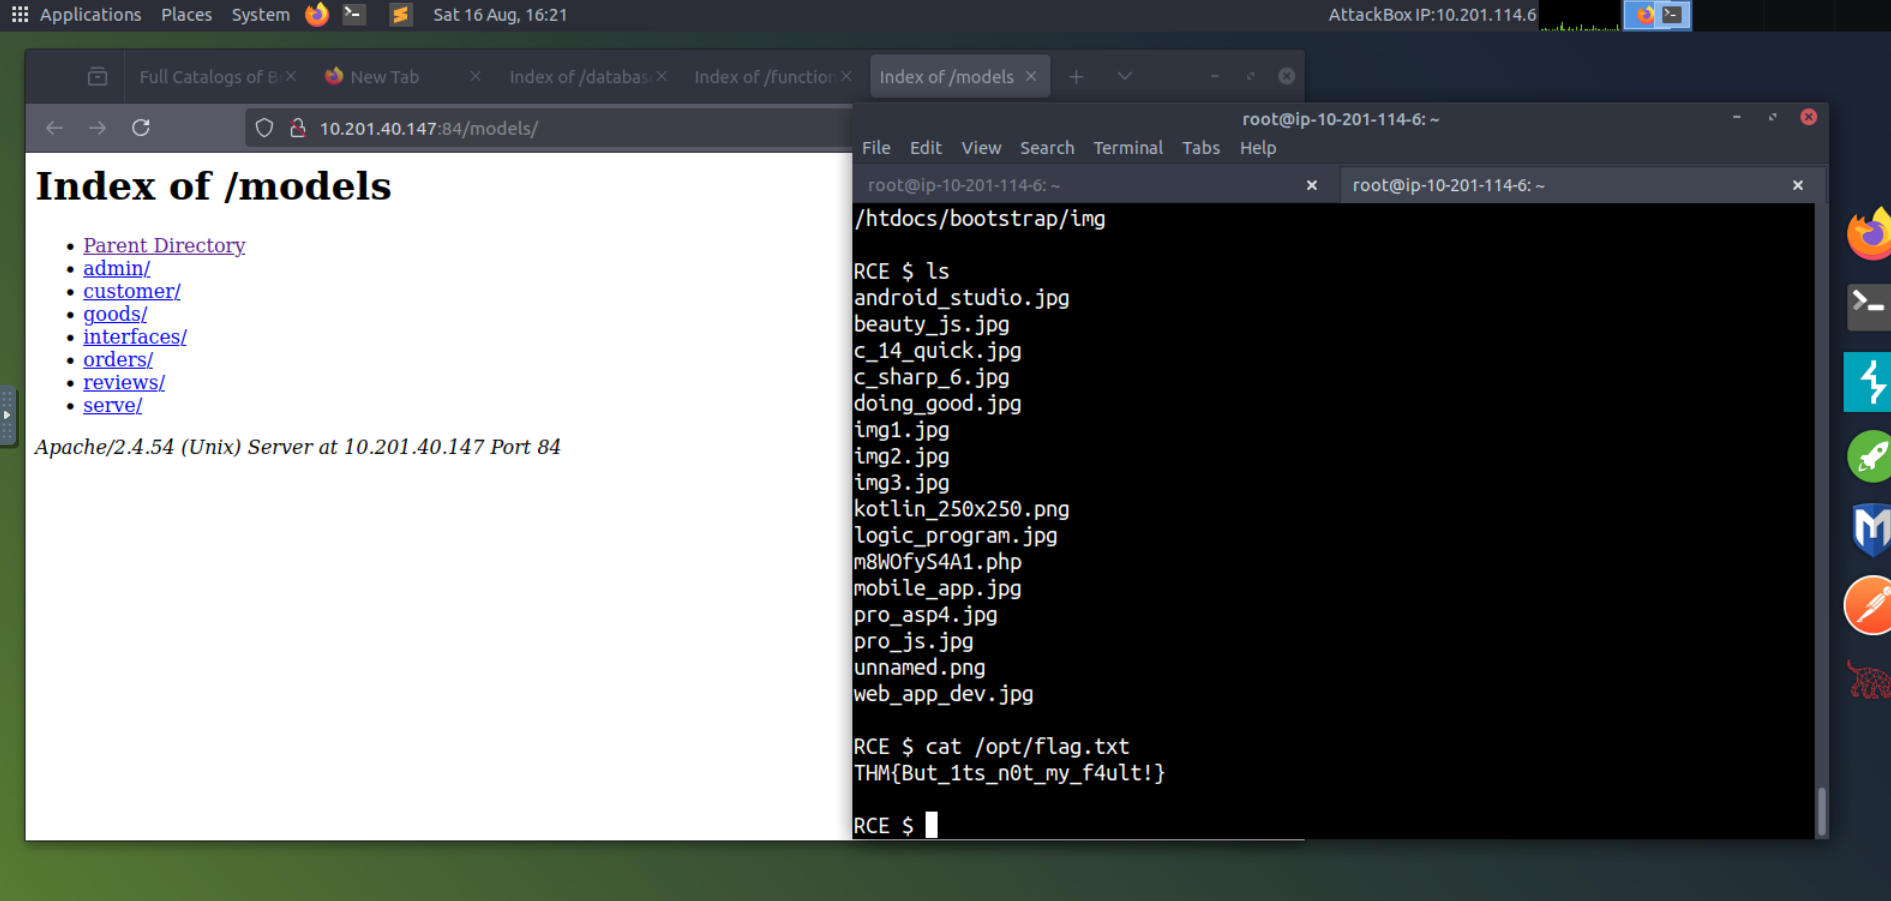 Applications Places System Sat 16 Aug, 16:21 AttackBox IP:10.201.114.6
Full Catalogs of B New Tab Index of /databas Index of /function Index of /models
10.201.40.147:84/models/
Index of /models
Parent Directory
admin/
customer/
goods/
interfaces/
orders/
reviews/
serve/
Apache/2.4.54 (Unix) Server at 10.201.40.147 Port 84
root@ip-10-201-114-6: ~
File Edit View Search Terminal Tabs Help
root@ip-10-201-114-6: ~ root@ip-10-201-114-6: ~
/htdocs/bootstrap/img
RCE $ ls
android_studio.jpg
beauty_js.jpg
c_14_quick.jpg
c_sharp_6.jpg
doing_good.jpg
img1.jpg
img2.jpg
img3.jpg
kotlin_250x250.png
logic_program.jpg
m8WOfyS4A1.php
mobile_app.jpg
pro_asp4.jpg
pro_js.jpg
unnamed.png
web_app_dev.jpg
RCE $ cat /opt/flag.txt
THM{But_1ts_n0t_my_f4ult!}
RCE $